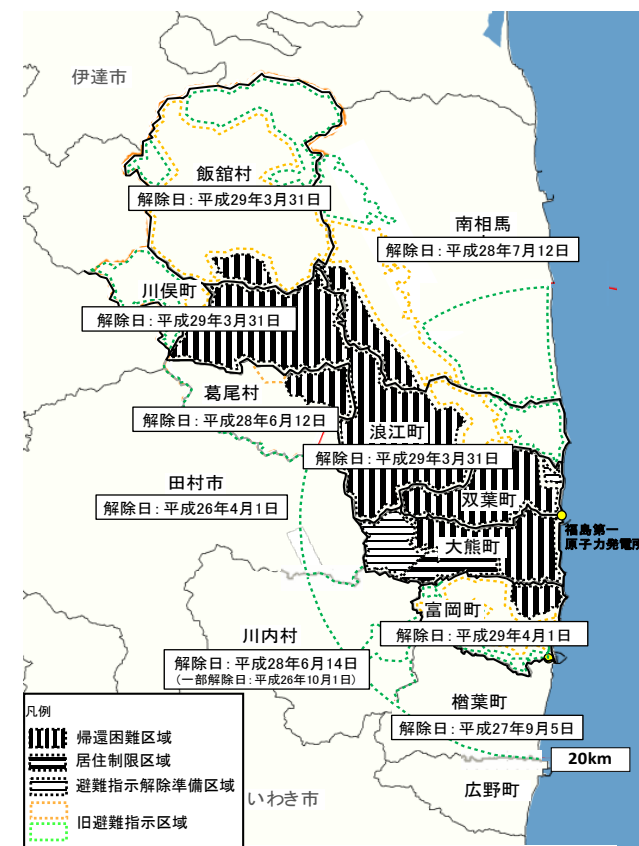 伊達市
飯舘村
解除日：平成29年3月31日
南相馬
解除日：平成28年7月12日
川俣町
解除日：平成29年3月31日
葛尾村
解除日：平成28年6月12日
浪江町
解除日：平成29年3月31日
田村市
解除日：平成26年4月1日
双葉町
福島第一
原子力発電所
大熊町
富岡町
解除日：平成29年4月1日
川内村
解除日：平成28年6月14日
（一部解除日：平成26年10月1日）
楢葉町
解除日：平成27年9月5日
20km
広野町
いわき市
凡例
帰還困難区域
居住制限区域
避難指示解除準備区域
旧避難指示区域